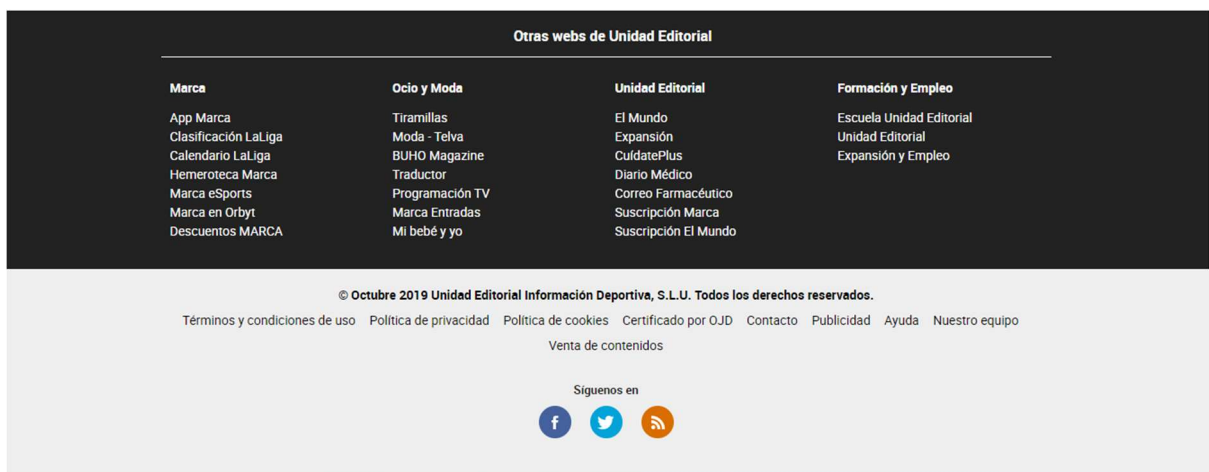 Otras webs de Unidad Editorial
Marca
App Marca
Clasificación LaLiga
Calendario LaLiga
Hemeroteca Marca
Marca eSports
Marca en Orbyt
Descuentos MARCA
Ocio y Moda
Tiramillas
Moda - Telva
BUHO Magazine
Traductor
Programación TV
Marca Entradas
Mi bebé y yo
Unidad Editorial
El Mundo
Expansión
CuídatePlus
Diario Médico
Correo Farmacéutico
Suscripción Marca
Suscripción El Mundo
Formación y Empleo
Escuela Unidad Editorial
Unidad Editorial
Expansión y Empleo
© Octubre 2019 Unidad Editorial Información Deportiva, S.L.U. Todos los derechos reservados.
Términos y condiciones de uso Política de privacidad Política de cookies Certificado por OJD Contacto Publicidad Ayuda Nuestro equipo
Venta de contenidos
Síguenos en